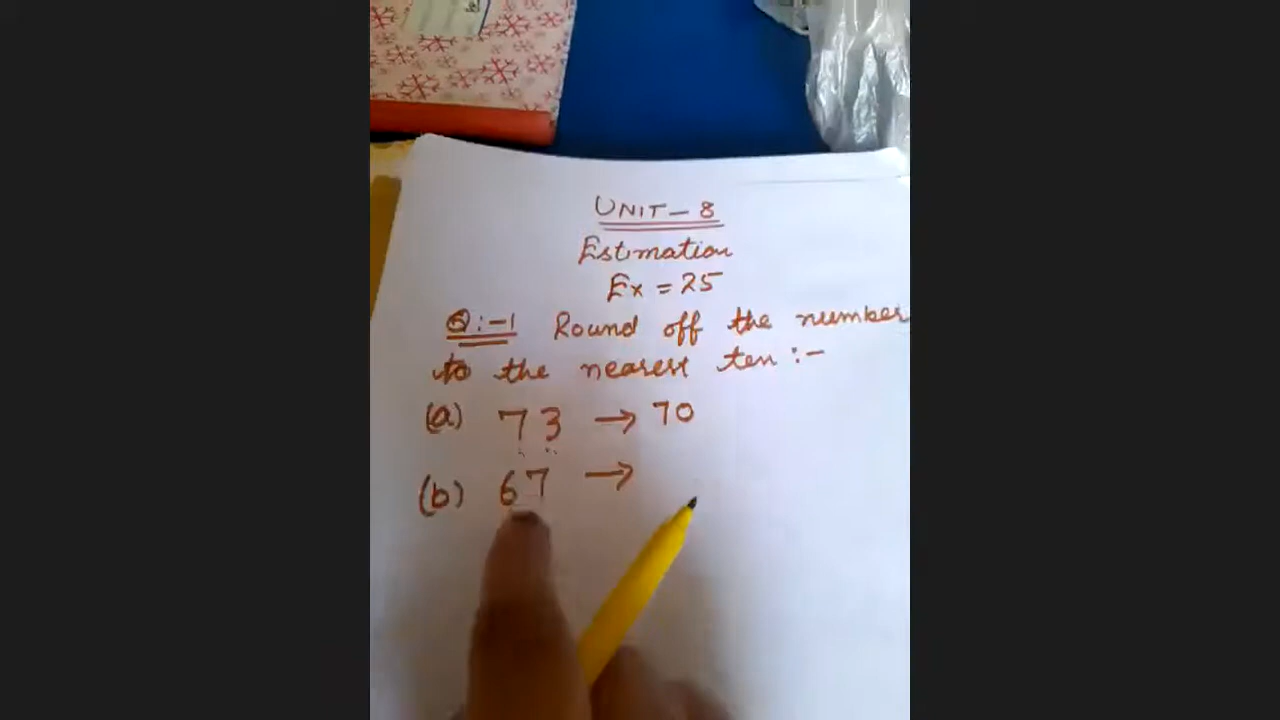 UNIT - 8
Estimation
Ex = 25
Q:-1 Round off the number
to the nearest ten :-
(a) 73 → 70
(b) 67 →